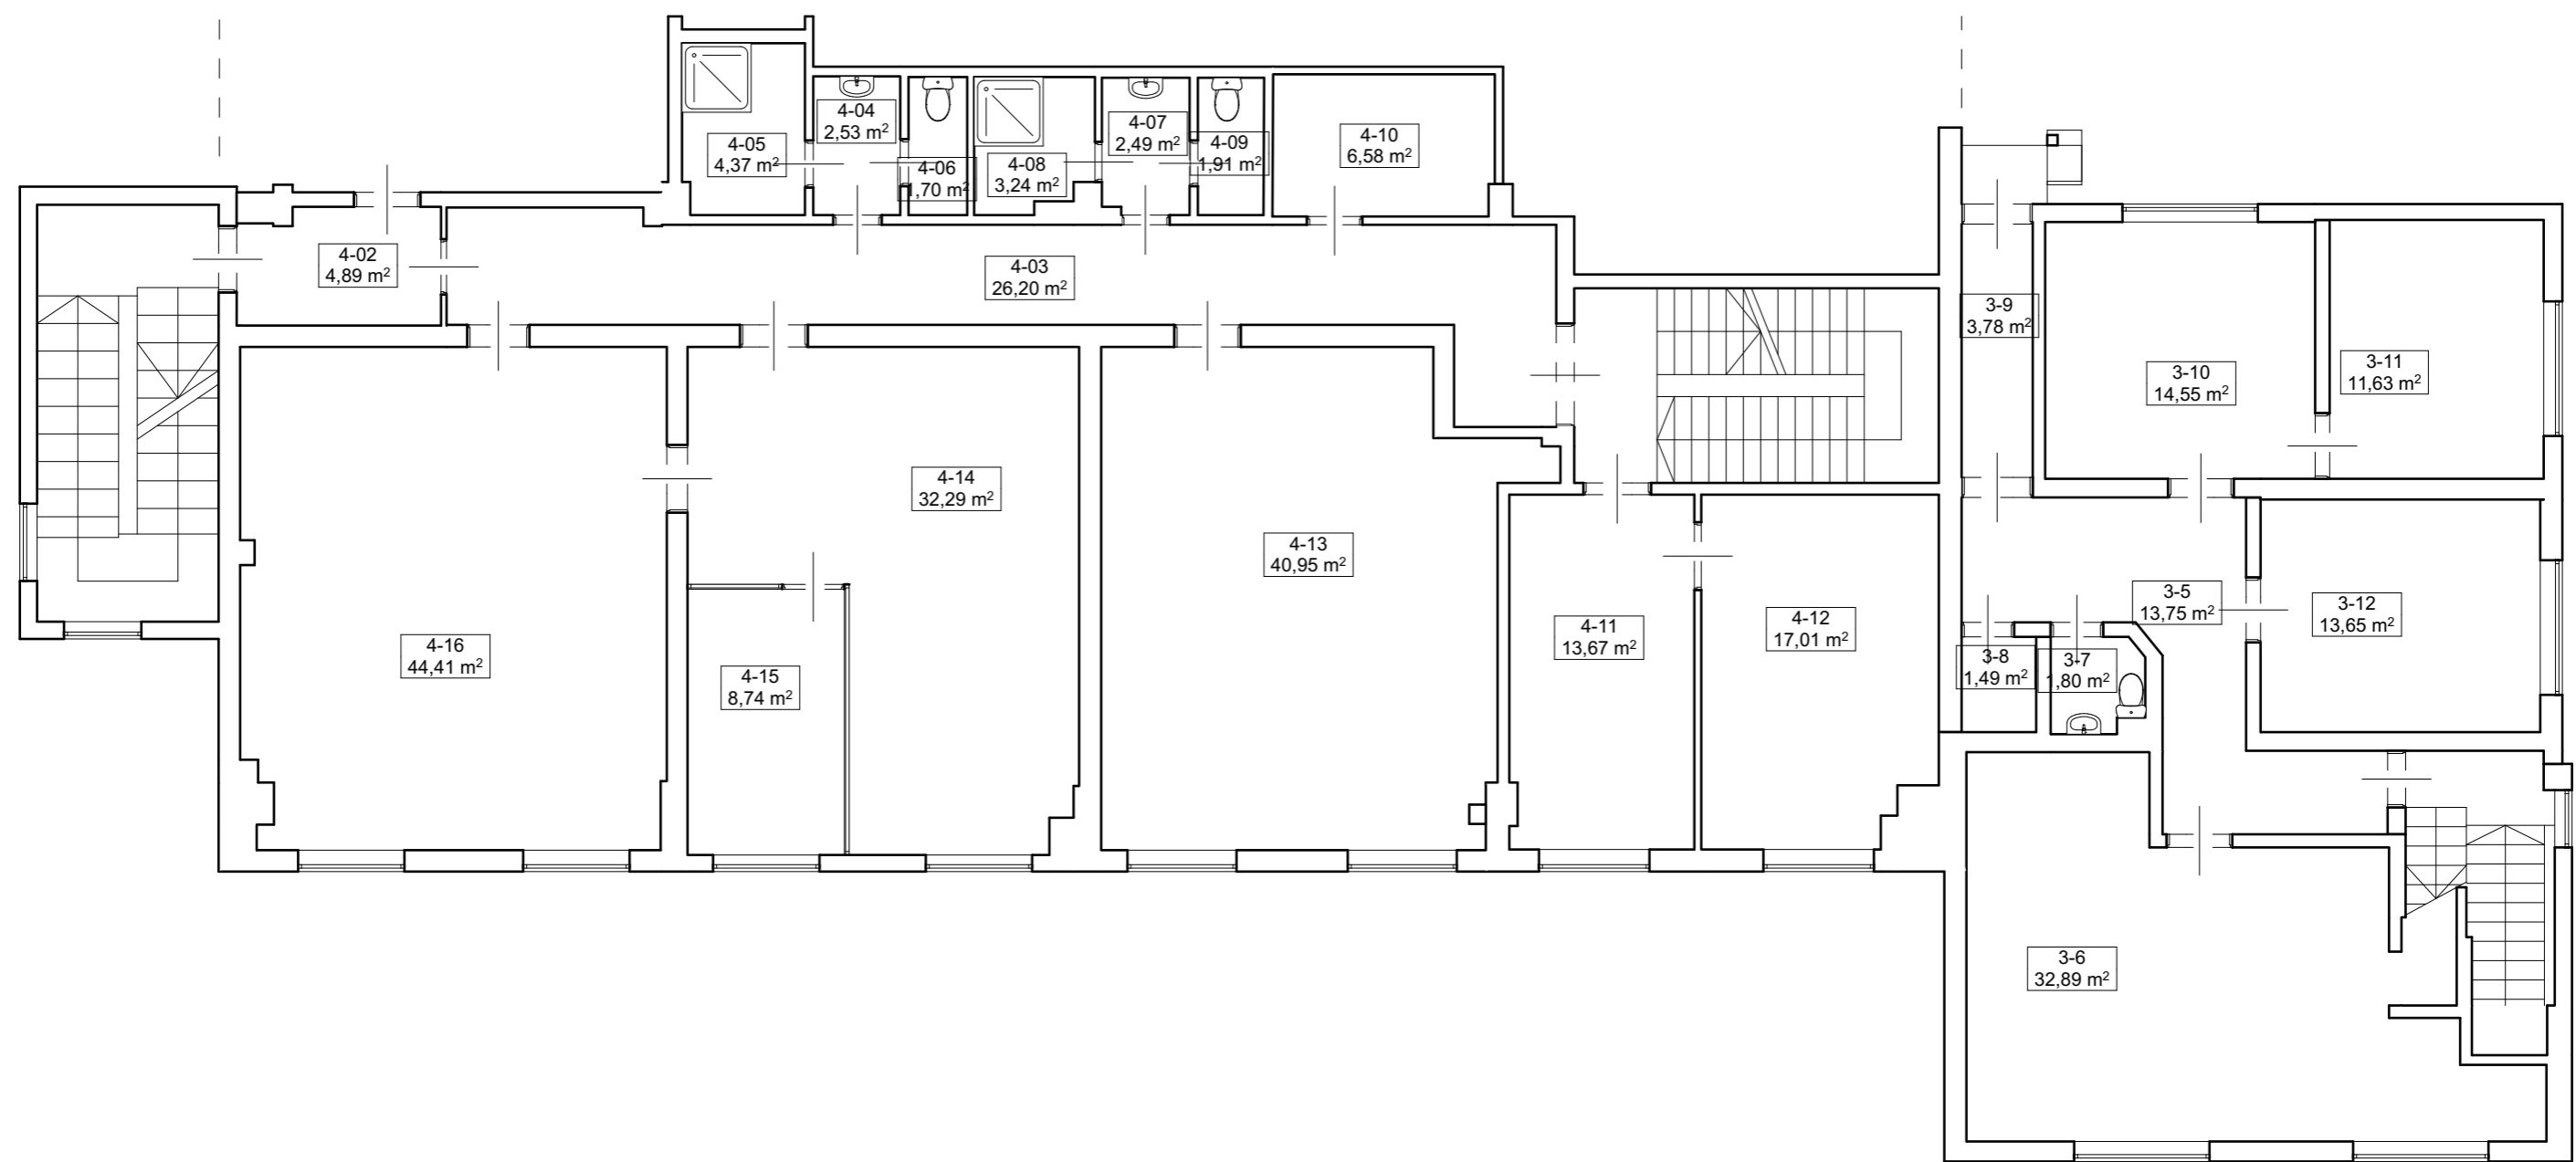 4-04
2,53 m²
4-05
4,37 m²
4-06
1,70 m²
4-08
3,24 m²
4-07
2,49 m²
4-09
1,91 m²
4-10
6,58 m²
4-02
4,89 m²
4-03
26,20 m²
3-9
3,78 m²
3-10
14,55 m²
3-11
11,63 m²
4-14
32,29 m²
4-13
40,95 m²
4-16
44,41 m²
4-15
8,74 m²
4-11
13,67 m²
4-12
17,01 m²
3-5
13,75 m²
3-12
13,65 m²
3-8
1,49 m²
3-7
1,80 m²
3-6
32,89 m²